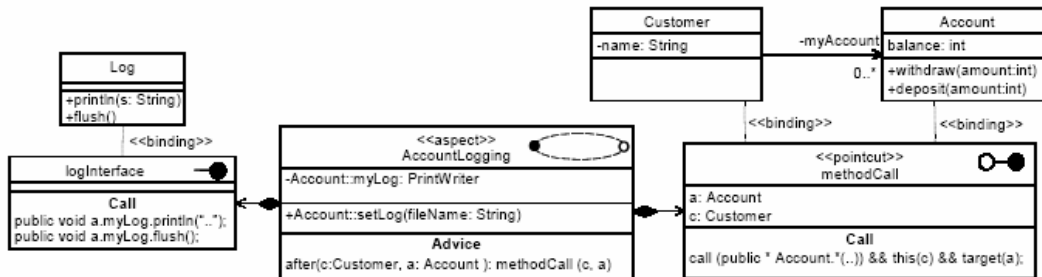 Customer
-name: String
-myAccount
0..*
Account
balance: int
+withdraw(amount:int)
+deposit(amount:int)
Log
+println(s: String)
+flush()
<<binding>>
<<binding>>
<<binding>>
logInterface
Call
public void a.myLog.println("..");
public void a.myLog.flush();
<<aspect>>
AccountLogging
-Account::myLog: PrintWriter
+Account::setLog(fileName: String)
Advice
after(c:Customer, a: Account ): methodCall (c, a)
<<pointcut>>
methodCall
a: Account
c: Customer
Call
call (public * Account.*(..)) && this(c) && target(a);